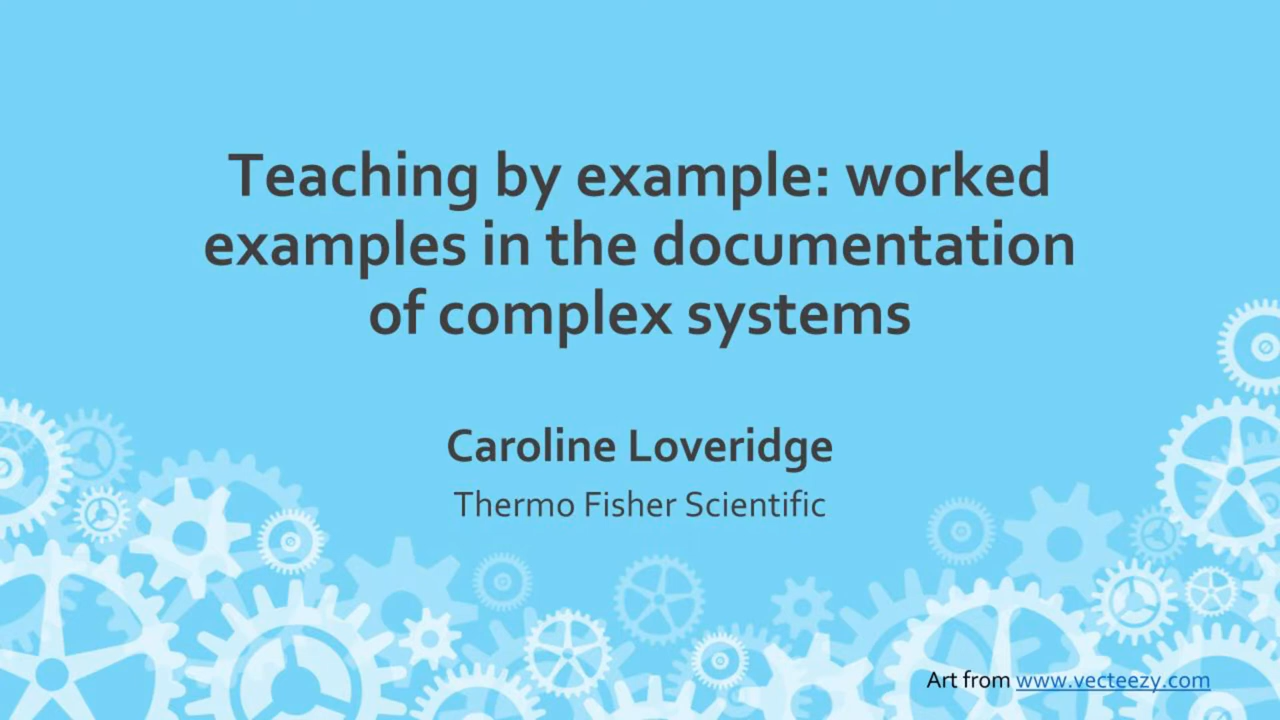 Teaching by example: worked
examples in the documentation
of complex systems
Caroline Loveridge
Thermo Fisher Scientific
Art from www.vecteezy.com